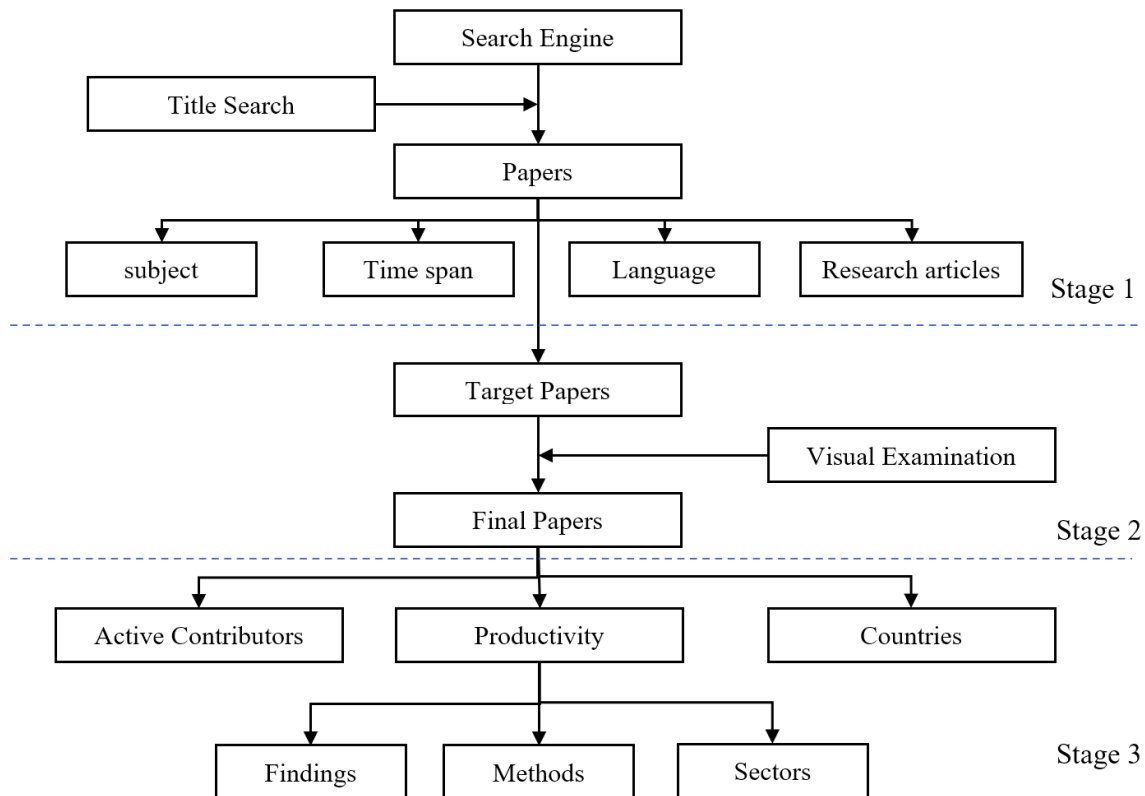 Search Engine
Title Search
Papers
subject
Time span
Language
Research articles
Stage 1
Target Papers
Visual Examination
Final Papers
Stage 2
Active Contributors
Productivity
Countries
Findings
Methods
Sectors
Stage 3